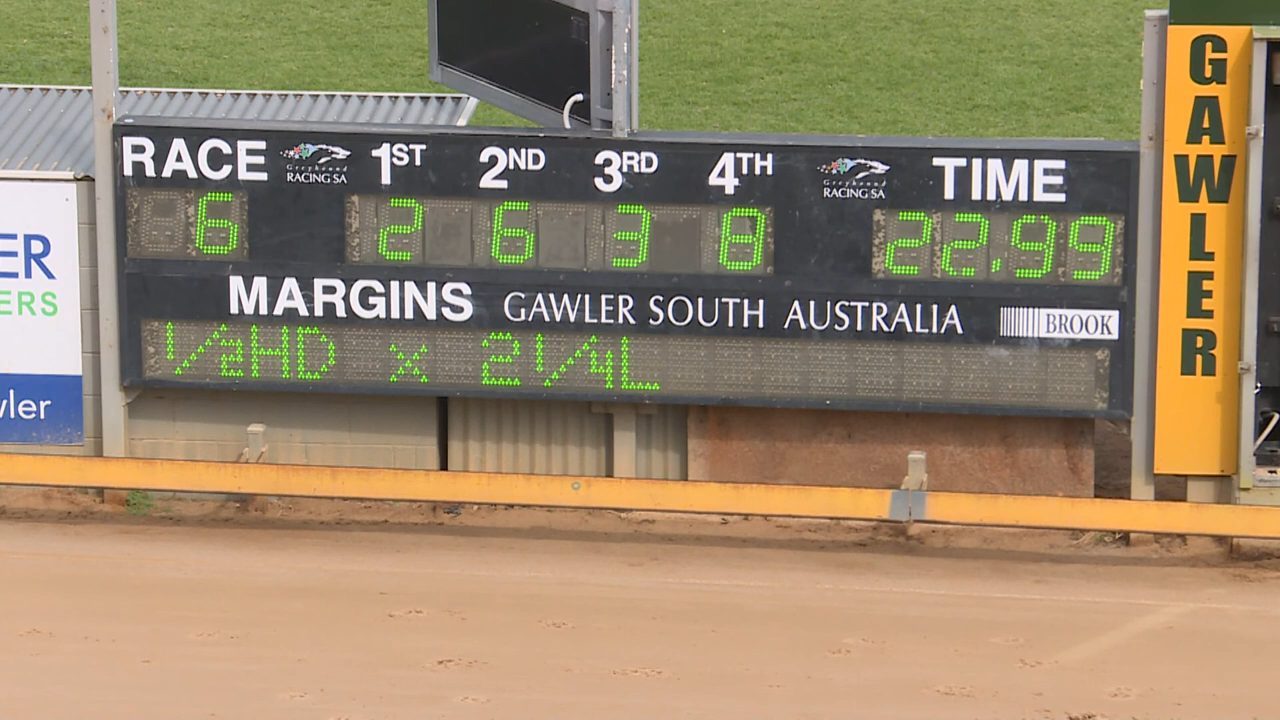 RACE Greyhound RACING SA 1ST 2ND 3RD 4TH Greyhound RACING SA TIME
6 2 6 3 8 22.99
MARGINS GAWLER SOUTH AUSTRALIA BROOK
1/2HD x 2 1/4L
GAWLER
ER
ERS
wler